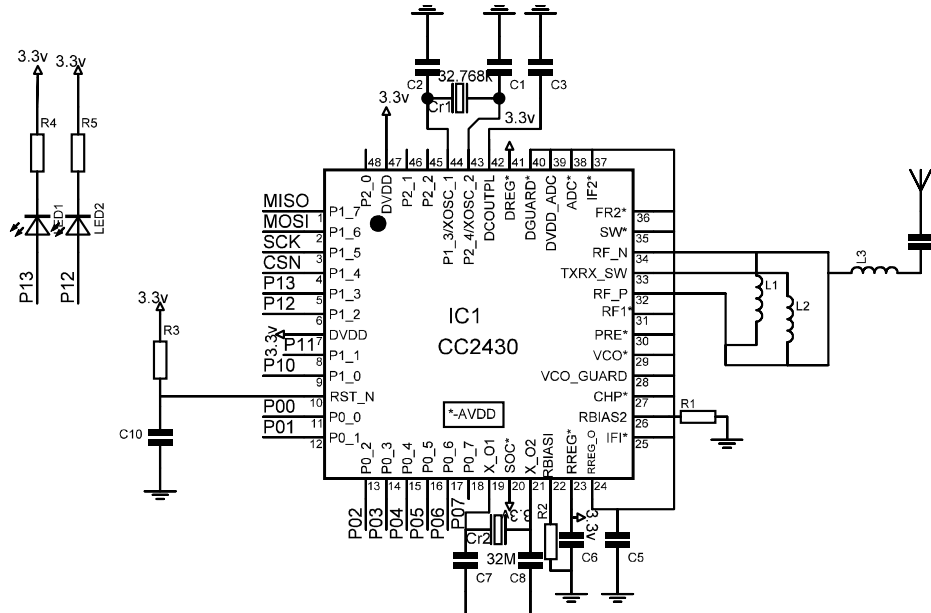 3.3v
3.3v
R4
R5
LED1
LED2
P13
P12
C2
32.768k
C1
C3
Cr1
3.3v
3.3v
48
47
46
45
44
43
42
41
40
39
38
37
P2_0
DVDD
P2_1
P2_2
P1_3/XOSC_1
P2_4/XOSC_2
DCOUTPL
DREG*
DGUARD*
DVDD_ADC
ADC*
IF2*
MISO
1
P1_7
MOSI
2
P1_6
SCK
3
P1_5
CSN
4
P1_4
P13
5
P1_3
P12
6
P1_2
3.3v
7
DVDD
P11
8
P1_1
P10
9
P1_0
10
RST_N
P00
11
P0_0
P01
12
P0_1
FR2*
36
SW*
35
RF_N
34
TXRX_SW
33
RF_P
32
RF1*
31
PRE*
30
VCO*
29
VCO_GUARD
28
CHP*
27
RBIAS2
26
IFI*
25
IC1
CC2430
*-AVDD
L1
L2
L3
R1
3.3v
R3
C10
P0_2
P0_3
P0_4
P0_5
P0_6
P0_7
X_O1
SOC*
X_O2
RBIASI
RREG*
RREG_O
13
14
15
16
17
18
19
20
21
22
23
24
P02
P03
P04
P05
P06
P07
Cr2
32M
3.3v
R2
3.3v
C7
C8
C6
C5